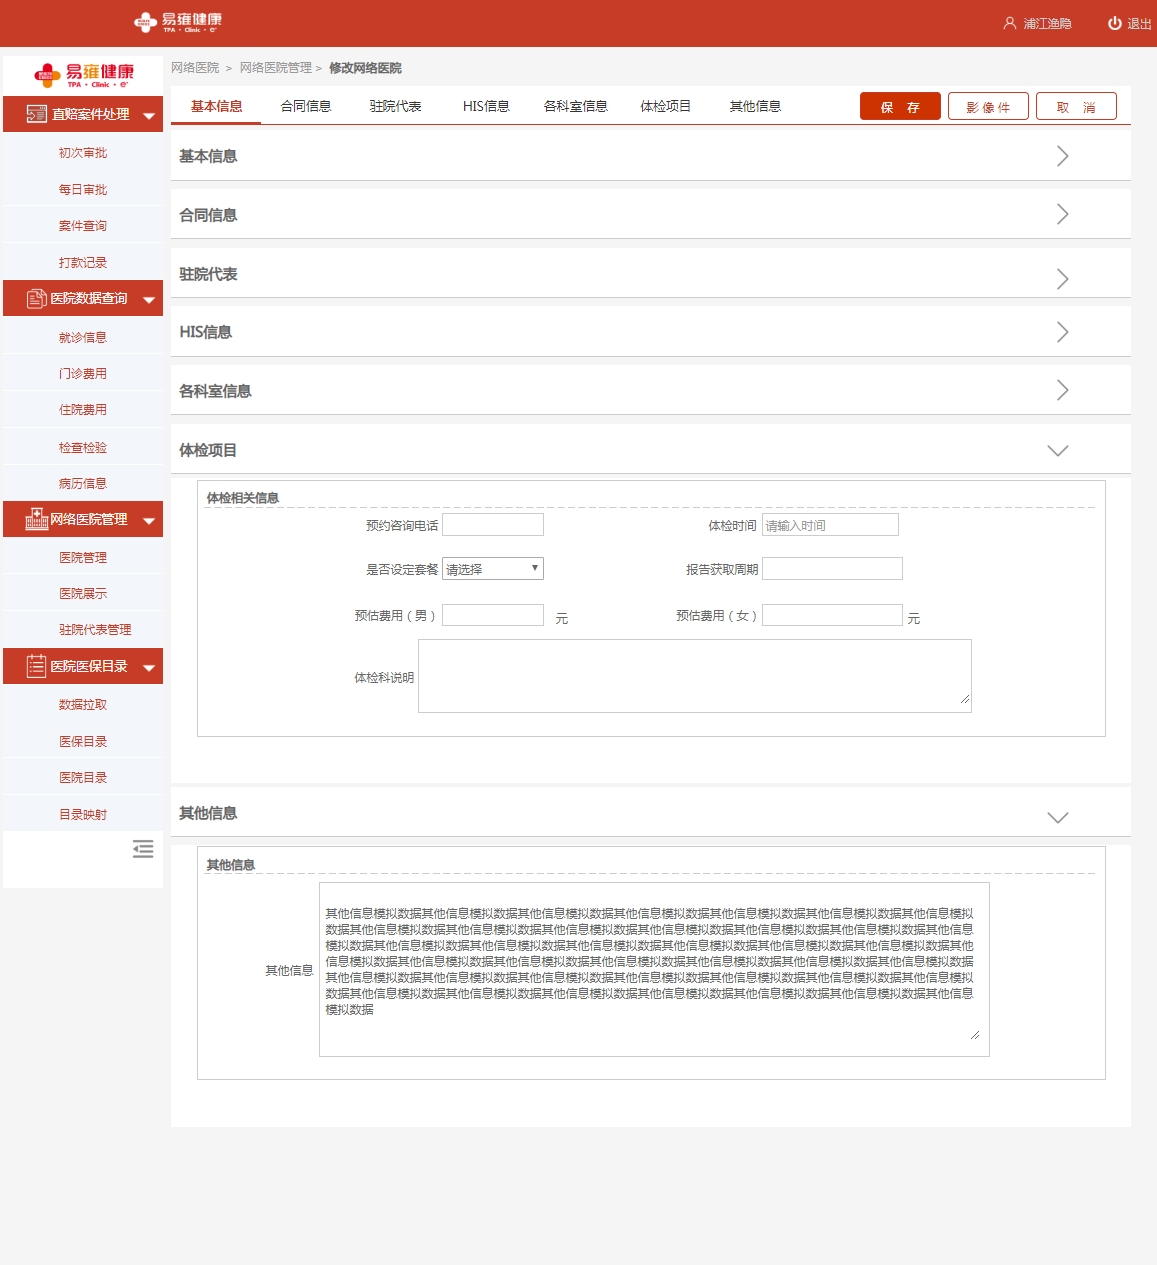 易雍健康
TPA · Clinic · e⁺
浦江渔隐
退出
易雍健康
TPA · Clinic · e⁺
直赔案件处理
初次审批
每日审批
案件查询
打款记录
医院数据查询
就诊信息
门诊费用
住院费用
检查检验
病历信息
网络医院管理
医院管理
医院展示
驻院代表管理
医院医保目录
数据拉取
医保目录
医院目录
目录映射
网络医院 > 网络医院管理 > 修改网络医院
基本信息 合同信息 驻院代表 HIS信息 各科室信息 体检项目 其他信息
保 存 影像件 取 消
基本信息
合同信息
驻院代表
HIS信息
各科室信息
体检项目
体检相关信息
预约咨询电话 体检时间 请输入时间
是否设定套餐 请选择 报告获取周期
预估费用（男） 元 预估费用（女） 元
体检科说明
其他信息
其他信息
其他信息
其他信息模拟数据其他信息模拟数据其他信息模拟数据其他信息模拟数据其他信息模拟数据其他信息模拟数据其他信息模拟
数据其他信息模拟数据其他信息模拟数据其他信息模拟数据其他信息模拟数据其他信息模拟数据其他信息模拟数据其他信息
模拟数据其他信息模拟数据其他信息模拟数据其他信息模拟数据其他信息模拟数据其他信息模拟数据其他信息模拟数据其他
信息模拟数据其他信息模拟数据其他信息模拟数据其他信息模拟数据其他信息模拟数据其他信息模拟数据其他信息模拟数据
其他信息模拟数据其他信息模拟数据其他信息模拟数据其他信息模拟数据其他信息模拟数据其他信息模拟数据其他信息模拟
数据其他信息模拟数据其他信息模拟数据其他信息模拟数据其他信息模拟数据其他信息模拟数据其他信息模拟数据其他信息
模拟数据